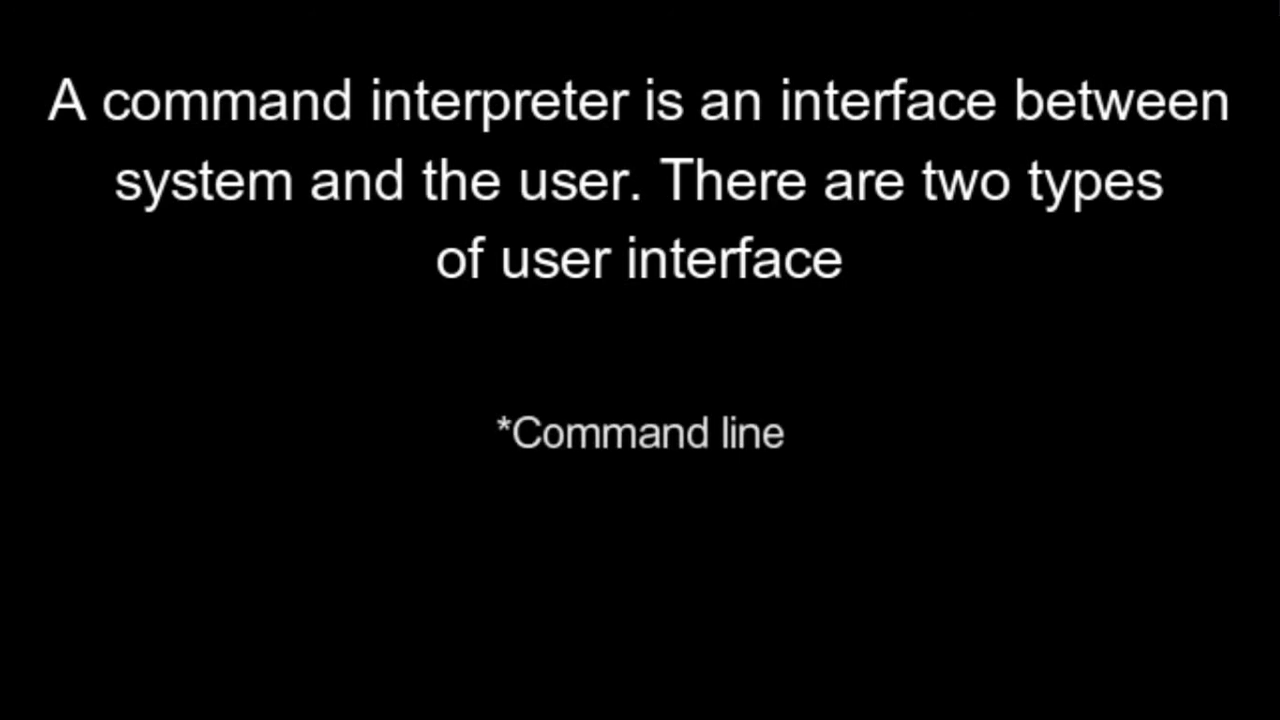 A command interpreter is an interface between
system and the user. There are two types
of user interface
*Command line